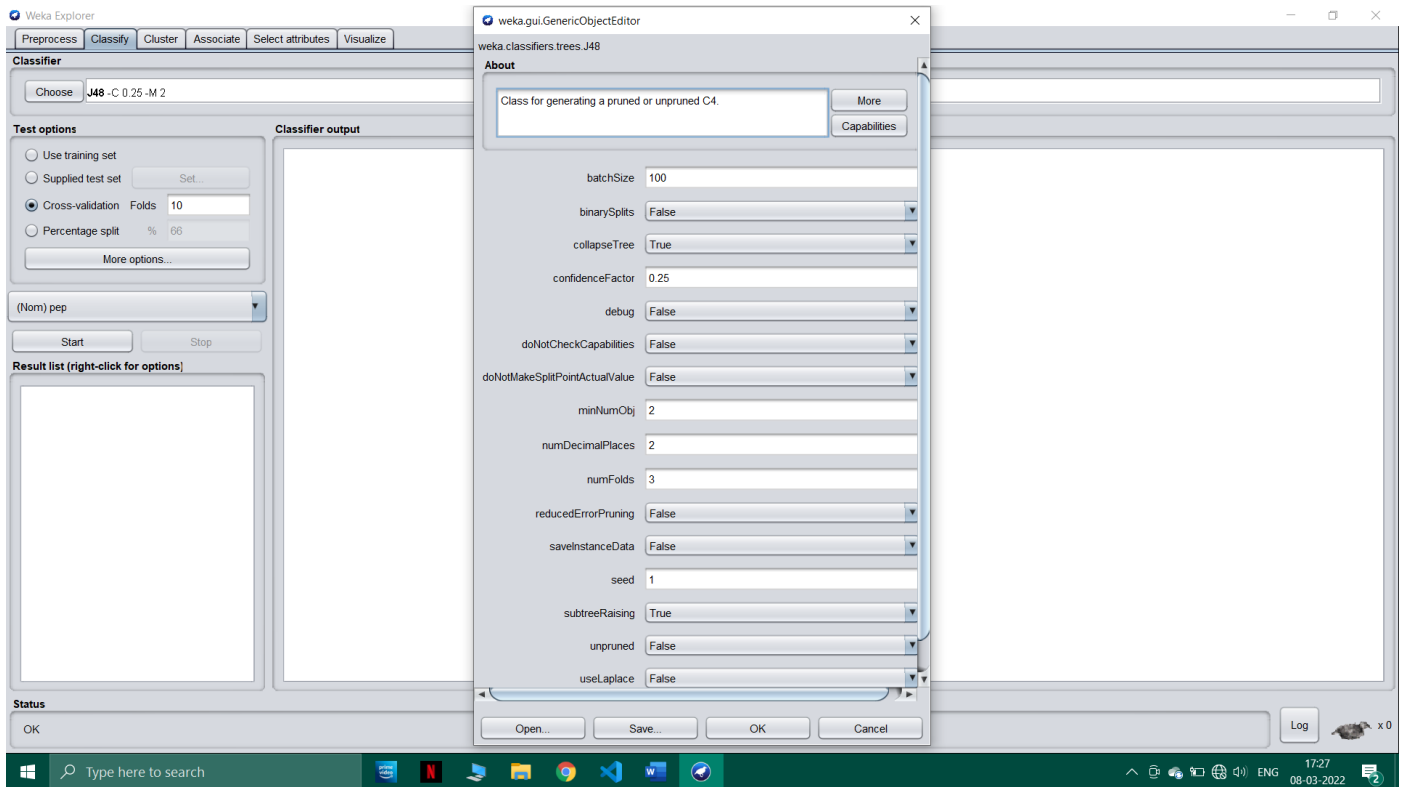 Weka Explorer
Preprocess Classify Cluster Associate Select attributes Visualize
Classifier
Choose J48 -C 0.25 -M 2
Test options
Use training set
Supplied test set Set...
Cross-validation Folds 10
Percentage split % 66
More options...
(Nom) pep
Start Stop
Result list (right-click for options)
Classifier output
weka.gui.GenericObjectEditor
weka.classifiers.trees.J48
About
Class for generating a pruned or unpruned C4.
More
Capabilities
batchSize 100
binarySplits False
collapseTree True
confidenceFactor 0.25
debug False
doNotCheckCapabilities False
doNotMakeSplitPointActualValue False
minNumObj 2
numDecimalPlaces 2
numFolds 3
reducedErrorPruning False
saveInstanceData False
seed 1
subtreeRaising True
unpruned False
useLaplace False
Open... Save... OK Cancel
Status
OK
Log x 0
Type here to search
prime video
N
W
ENG
17:27
08-03-2022
2